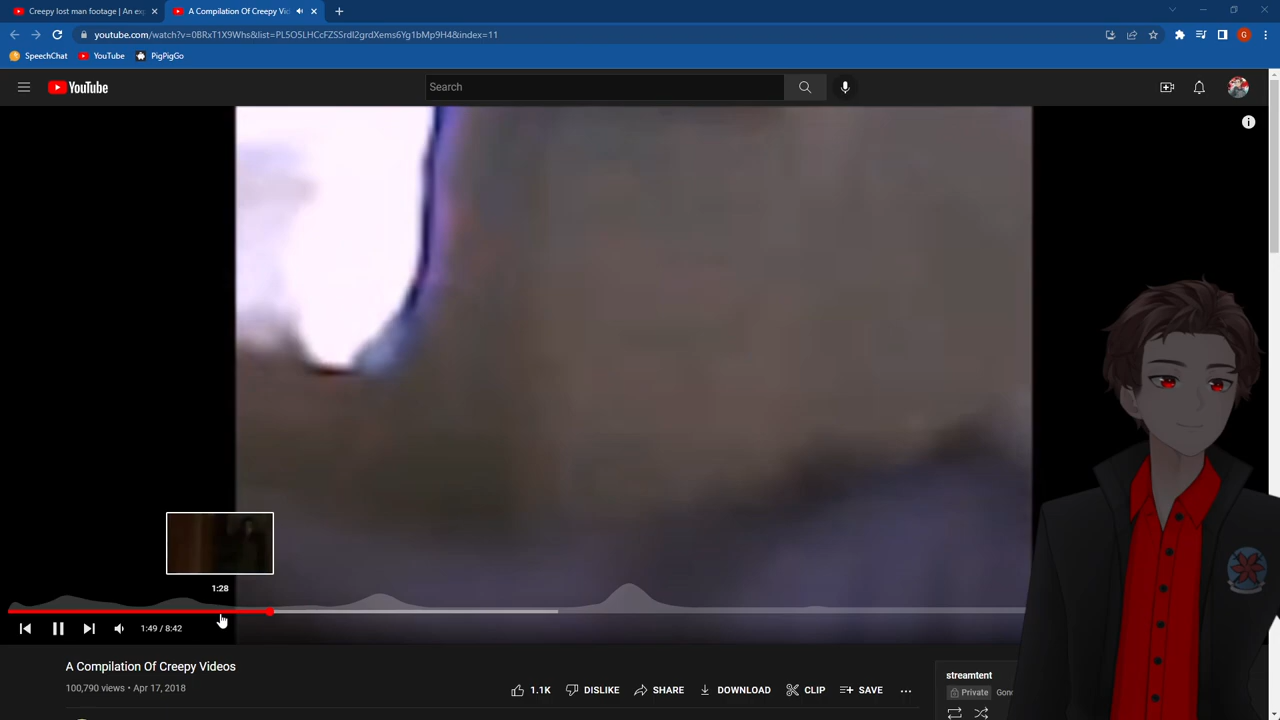 Creepy lost man footage | An ex
A Compilation Of Creepy Vid
youtube.com/watch?v=0BRxT1X9Whs&list=PL5O5LHCcFZSSrdI2grdXems6Yg1bMp9H4&index=11
G
SpeechChat
YouTube
PigPigGo
YouTube
Search
1:28
1:49 / 8:42
A Compilation Of Creepy Videos
100,790 views • Apr 17, 2018
1.1K
DISLIKE
SHARE
DOWNLOAD
CLIP
SAVE
streamtent
Private